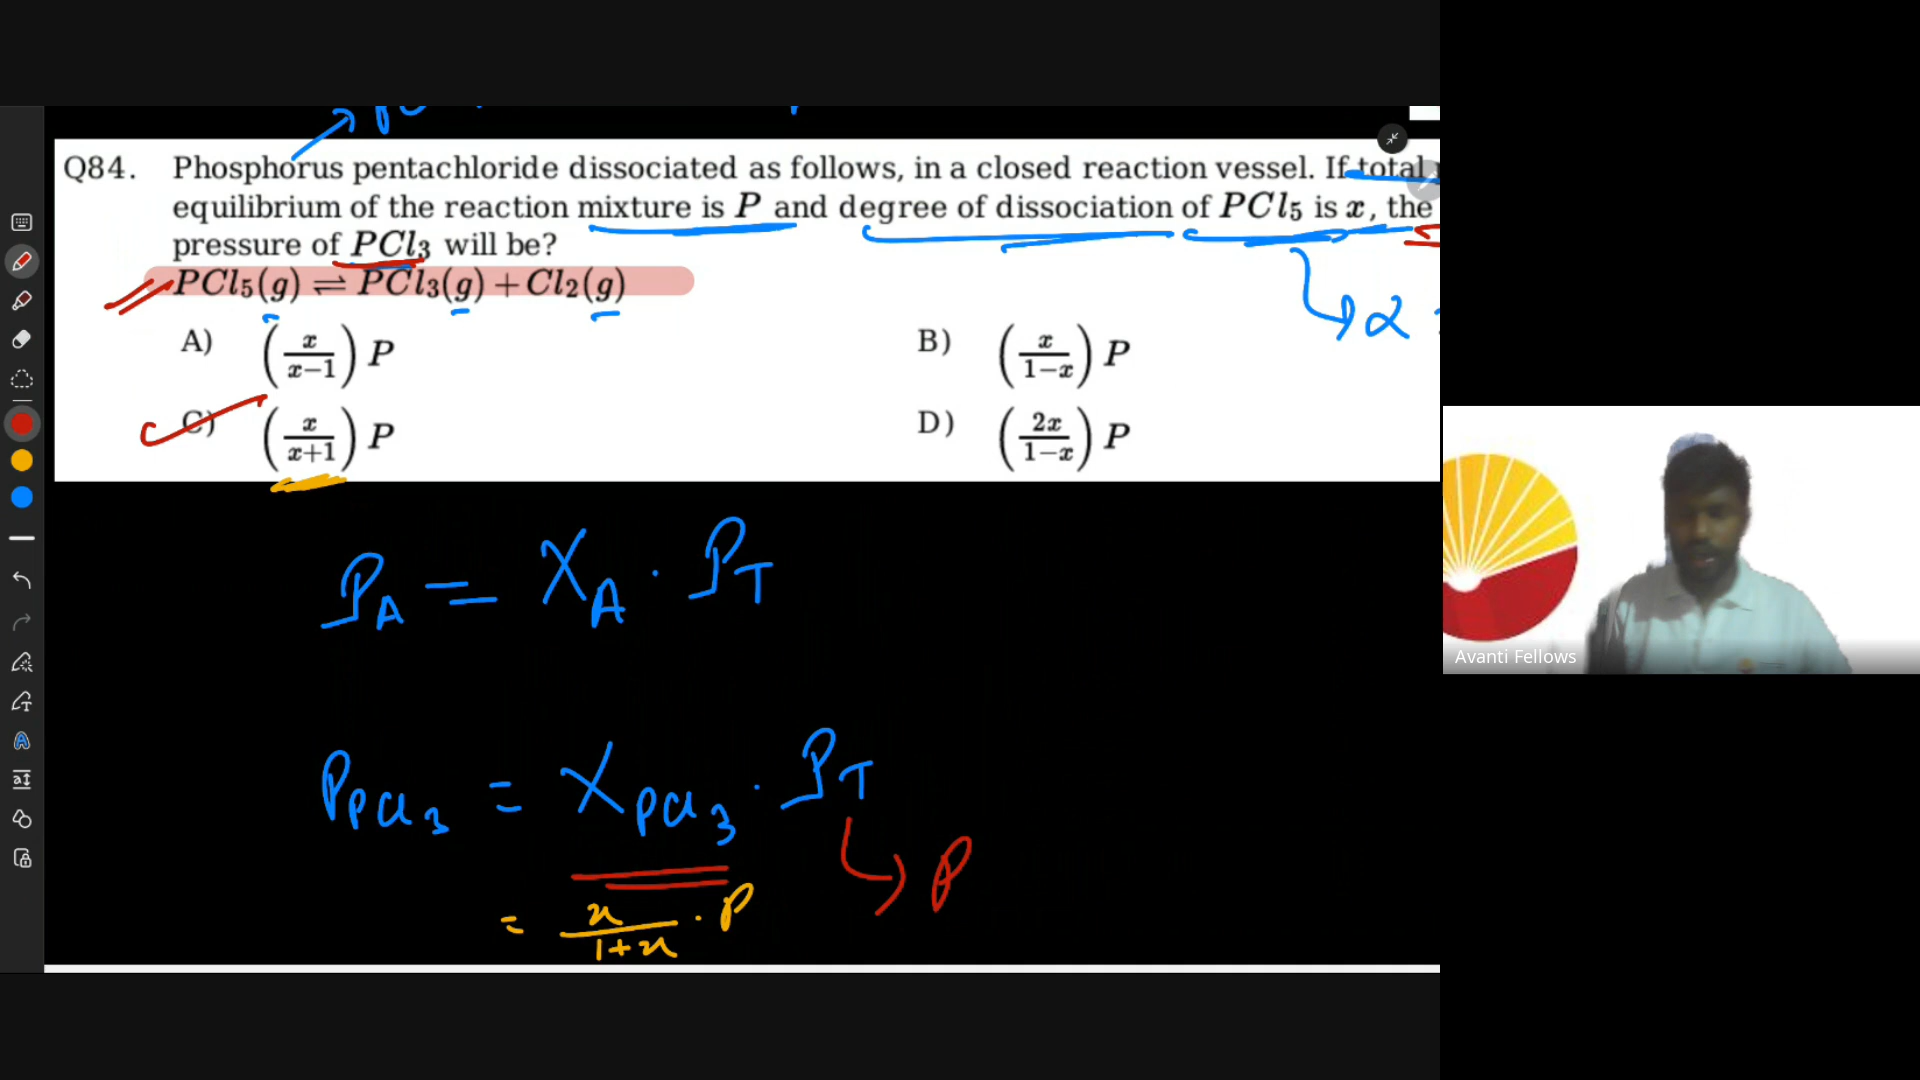 Q84. Phosphorus pentachloride dissociated as follows, in a closed reaction vessel. If total
equilibrium of the reaction mixture is P and degree of dissociation of PCl5 is x, the
pressure of PCl3 will be?
PCl5(g) ⇌ PCl3(g) + Cl2(g)
A) (x/x−1) P B) (x/1−x) P
C) (x/x+1) P D) (2x/1−x) P
α
P_A = X_A · P_T
P_PCl3 = X_PCl3 · P_T
P
= x/1+x · P
Avanti Fellows